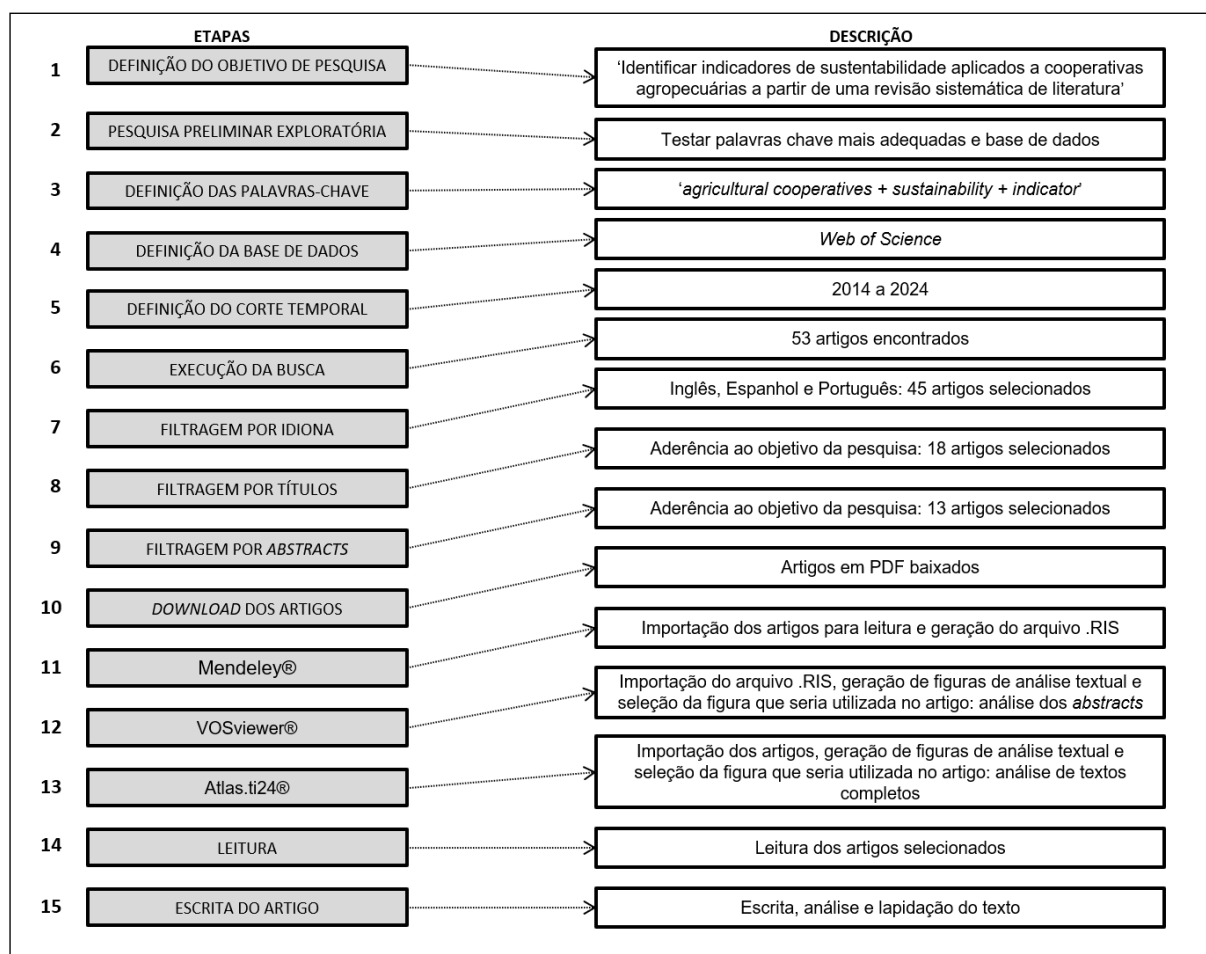 ETAPAS
DESCRIÇÃO
1
DEFINIÇÃO DO OBJETIVO DE PESQUISA
‘Identificar indicadores de sustentabilidade aplicados a cooperativas
agropecuárias a partir de uma revisão sistemática de literatura’
2
PESQUISA PRELIMINAR EXPLORATÓRIA
Testar palavras chave mais adequadas e base de dados
3
DEFINIÇÃO DAS PALAVRAS-CHAVE
‘agricultural cooperatives + sustainability + indicator’
4
DEFINIÇÃO DA BASE DE DADOS
Web of Science
5
DEFINIÇÃO DO CORTE TEMPORAL
2014 a 2024
6
EXECUÇÃO DA BUSCA
53 artigos encontrados
7
FILTRAGEM POR IDIONA
Inglês, Espanhol e Português: 45 artigos selecionados
8
FILTRAGEM POR TÍTULOS
Aderência ao objetivo da pesquisa: 18 artigos selecionados
9
FILTRAGEM POR ABSTRACTS
Aderência ao objetivo da pesquisa: 13 artigos selecionados
10
DOWNLOAD DOS ARTIGOS
Artigos em PDF baixados
11
Mendeley®
Importação dos artigos para leitura e geração do arquivo .RIS
12
VOSviewer®
Importação do arquivo .RIS, geração de figuras de análise textual e
seleção da figura que seria utilizada no artigo: análise dos abstracts
13
Atlas.ti24®
Importação dos artigos, geração de figuras de análise textual e
seleção da figura que seria utilizada no artigo: análise de textos
completos
14
LEITURA
Leitura dos artigos selecionados
15
ESCRITA DO ARTIGO
Escrita, análise e lapidação do texto